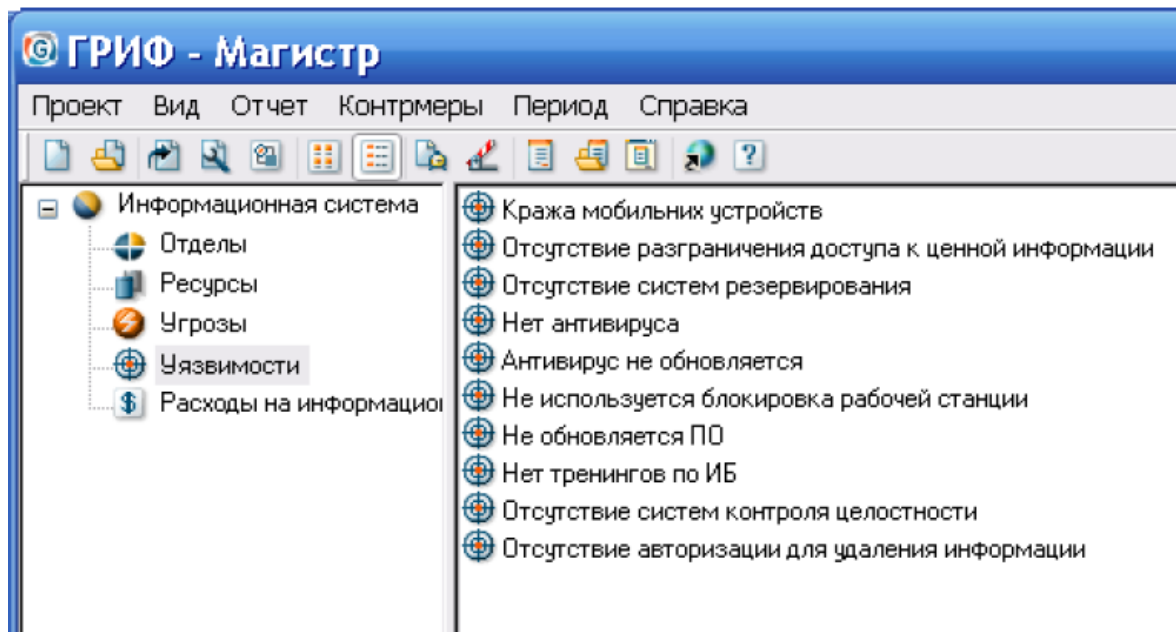 ГРИФ - Магистр
Проект Вид Отчет Контрмеры Период Справка
Информационная система
Отделы
Ресурсы
Угрозы
Уязвимости
Расходы на информацион
Кража мобильних устройств
Отсутствие разграничения доступа к ценной информации
Отсутствие систем резервирования
Нет антивируса
Антивирус не обновляется
Не используется блокировка рабочей станции
Не обновляется ПО
Нет тренингов по ИБ
Отсутствие систем контроля целостности
Отсутствие авторизации для удаления информации